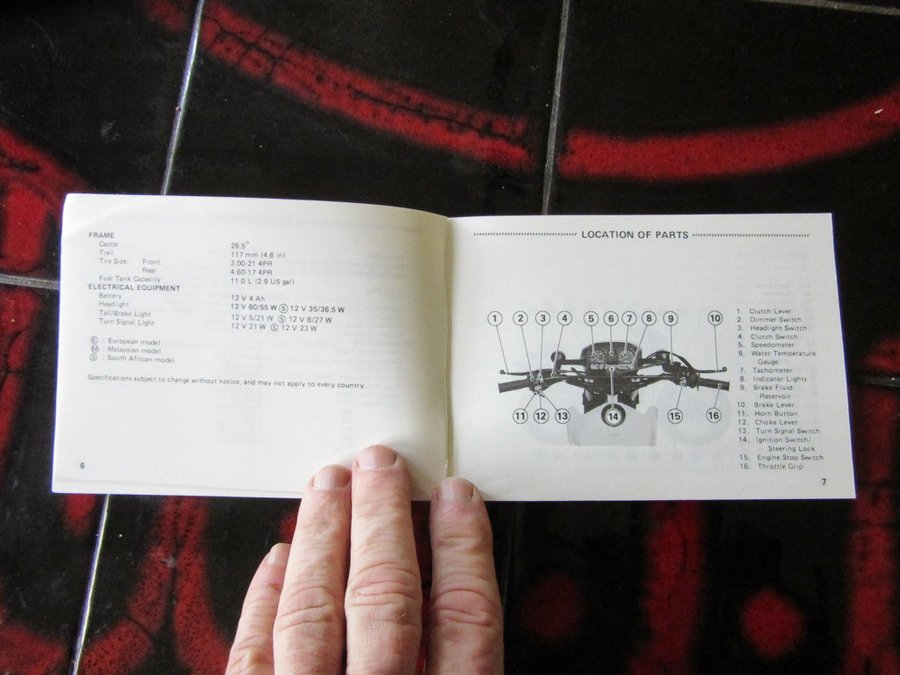 FRAME
Castor 28.5°
Trail 117 mm (4.6 in)
Tire Size: Front 3.00-21 4PR
Rear 4.60-17 4PR
Fuel Tank Capacity 11.0 L (2.9 US gal)
ELECTRICAL EQUIPMENT
Battery 12 V 4 Ah
Headlight 12 V 60/55 W Ⓢ 12 V 35/36.5 W
Tail/Brake Light 12 V 5/21 W Ⓢ 12 V 8/27 W
Turn Signal Light 12 V 21 W Ⓢ 12 V 23 W
Ⓔ : European model
Ⓜ : Malaysian model
Ⓢ : South African model
Specifications subject to change without notice, and may not apply to every country.
6
LOCATION OF PARTS
1 2 3 4 5 6 7 8 9 10
11 12 13 14 15 16
1. Clutch Lever
2. Dimmar Switch
3. Headlight Switch
4. Clutch Switch
5. Speedometer
6. Water Temperature
Gauge
7. Tachometer
8. Indicator Lights
9. Brake Fluid
Reservoir
10. Brake Lever
11. Horn Button
12. Choke Lever
13. Turn Signal Switch
14. Ignition Switch/
Steering Lock
15. Engine Stop Switch
16. Throttle Grip
7